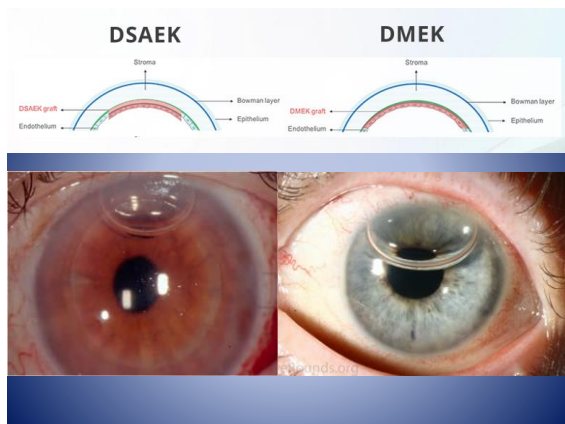 DSAEK
DMEK
Stroma
DSAEK graft
Bowman layer
Epithelium
Endothelium
Stroma
DMEK graft
Bowman layer
Epithelium
Endothelium